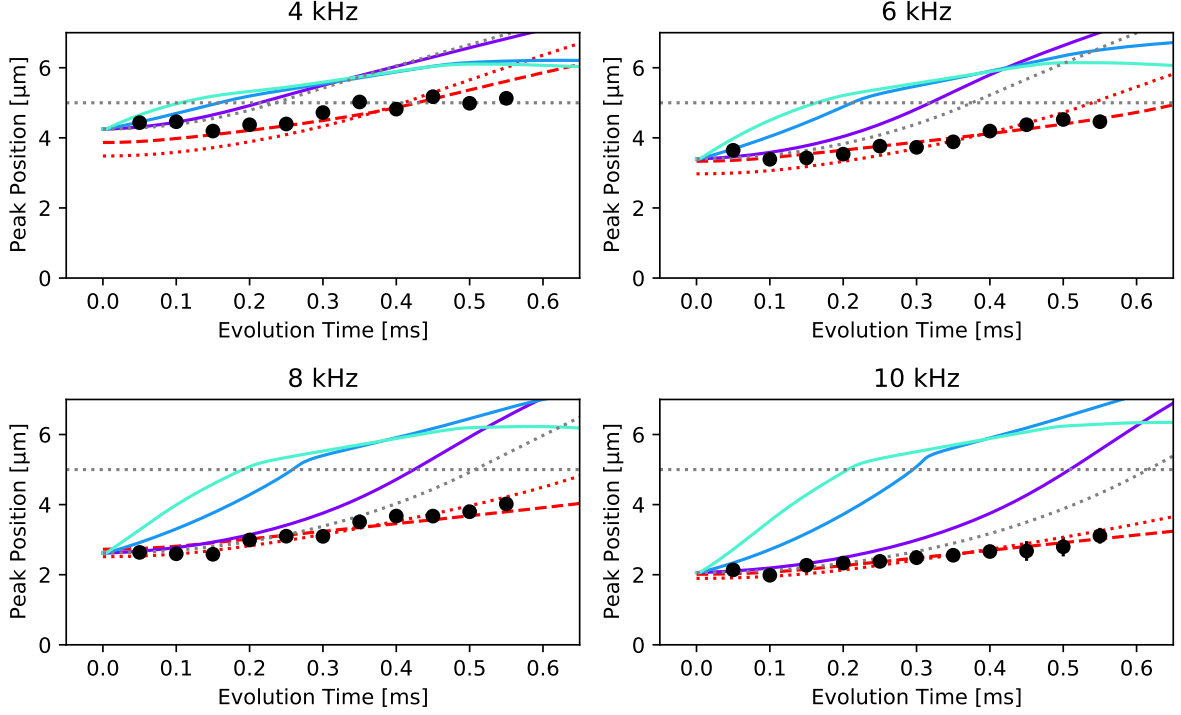 4 kHz
6 kHz
Peak Position [µm]
6
4
2
0
0.0 0.1 0.2 0.3 0.4 0.5 0.6
Evolution Time [ms]
Peak Position [µm]
6
4
2
0
0.0 0.1 0.2 0.3 0.4 0.5 0.6
Evolution Time [ms]
8 kHz
10 kHz
Peak Position [µm]
6
4
2
0
0.0 0.1 0.2 0.3 0.4 0.5 0.6
Evolution Time [ms]
Peak Position [µm]
6
4
2
0
0.0 0.1 0.2 0.3 0.4 0.5 0.6
Evolution Time [ms]